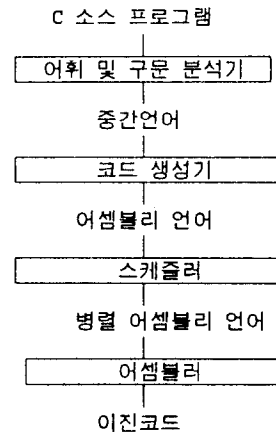 C 소스 프로그램
어휘 및 구문 분석기
중간언어
코드 생성기
어셈블리 언어
스케쥴러
병렬 어셈블리 언어
어셈블러
이진코드